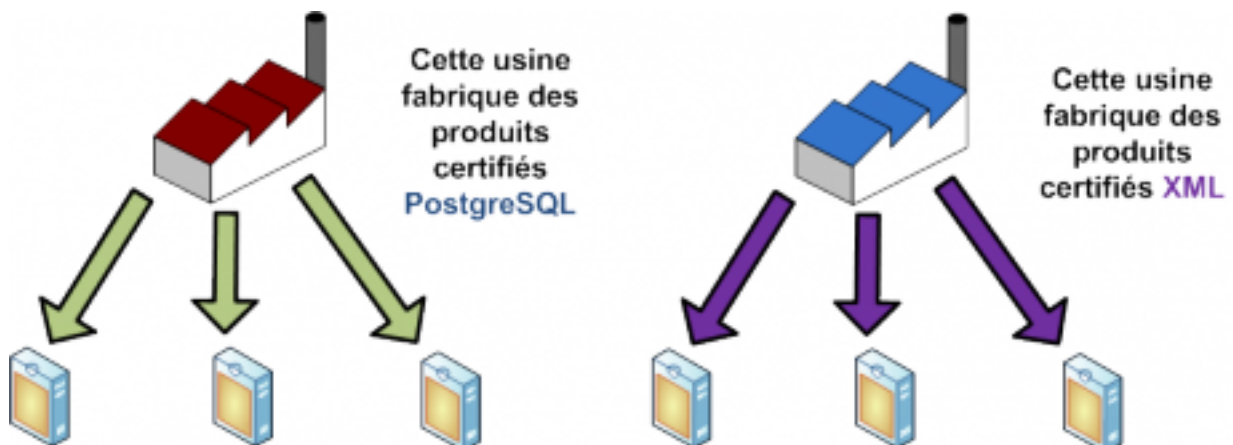 Cette usine
fabrique des
produits
certifiés
PostgreSQL
Cette usine
fabrique des
produits
certifiés XML